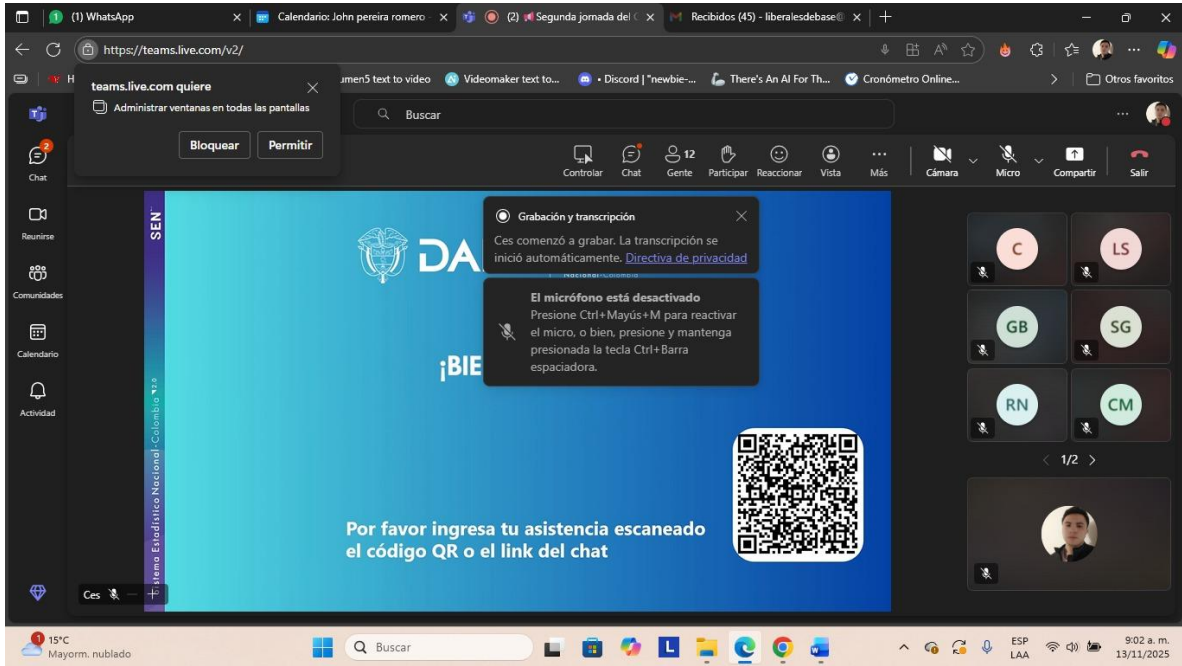 (1) WhatsApp
Calendario: John pereira romero
(2) Segunda jornada del C
Recibidos (45) - liberalesdebase@
https://teams.live.com/v2/
umen5 text to video
Videomaker text to...
• Discord | "newbie-...
There's An AI For Th...
Cronómetro Online...
Otros favoritos
teams.live.com quiere
Administrar ventanas en todas las pantallas
Bloquear
Permitir
Buscar
Chat
Reunirse
Comunidades
Calendario
Actividad
Controlar
Chat
12
Gente
Participar
Reaccionar
Vista
Más
Cámara
Micro
Compartir
Salir
SEN
Sistema Estadístico Nacional-Colombia V2.0
DA
Nacional-Colombia
¡BIE
Grabación y transcripción
Ces comenzó a grabar. La transcripción se
inició automáticamente. Directiva de privacidad
El micrófono está desactivado
Presione Ctrl+Mayús+M para reactivar
el micro, o bien, presione y mantenga
presionada la tecla Ctrl+Barra
espaciadora.
Por favor ingresa tu asistencia escaneado
el código QR o el link del chat
C
LS
GB
SG
RN
CM
1/2
Ces
15°C
Mayorm. nublado
Buscar
ESP
LAA
9:02 a. m.
13/11/2025